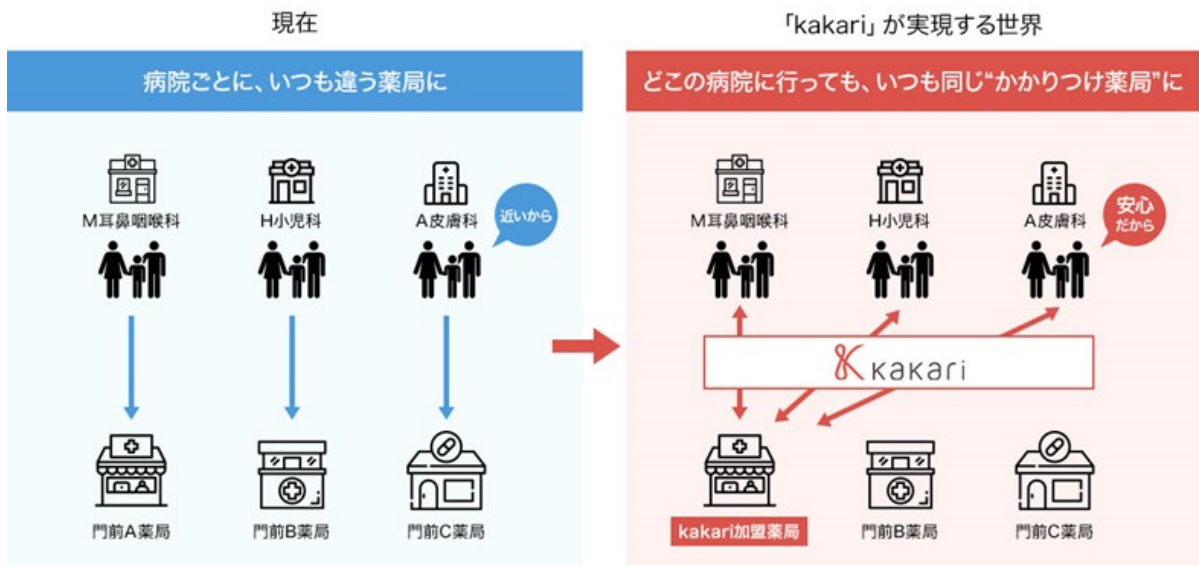 現在
病院ごとに、いつも違う薬局に
M耳鼻咽喉科
H小児科
A皮膚科
近いから
門前A薬局
門前B薬局
門前C薬局
「kakari」が実現する世界
どこの病院に行っても、いつも同じ“かかりつけ薬局”に
M耳鼻咽喉科
H小児科
A皮膚科
安心
だから
kakari
kakari加盟薬局
門前B薬局
門前C薬局